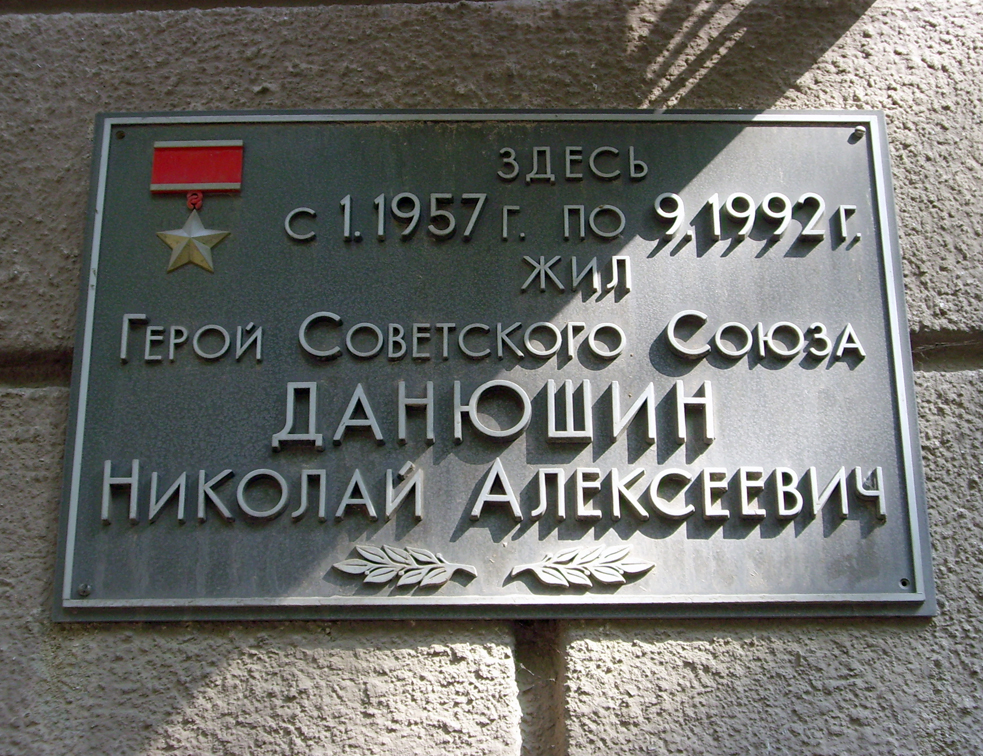 ЗДЕСЬ
С 1.1957 Г. ПО 9.1992 Г.
ЖИЛ
ГЕРОЙ СОВЕТСКОГО СОЮЗА
ДАНЮШИН
НИКОЛАЙ АЛЕКСЕЕВИЧ